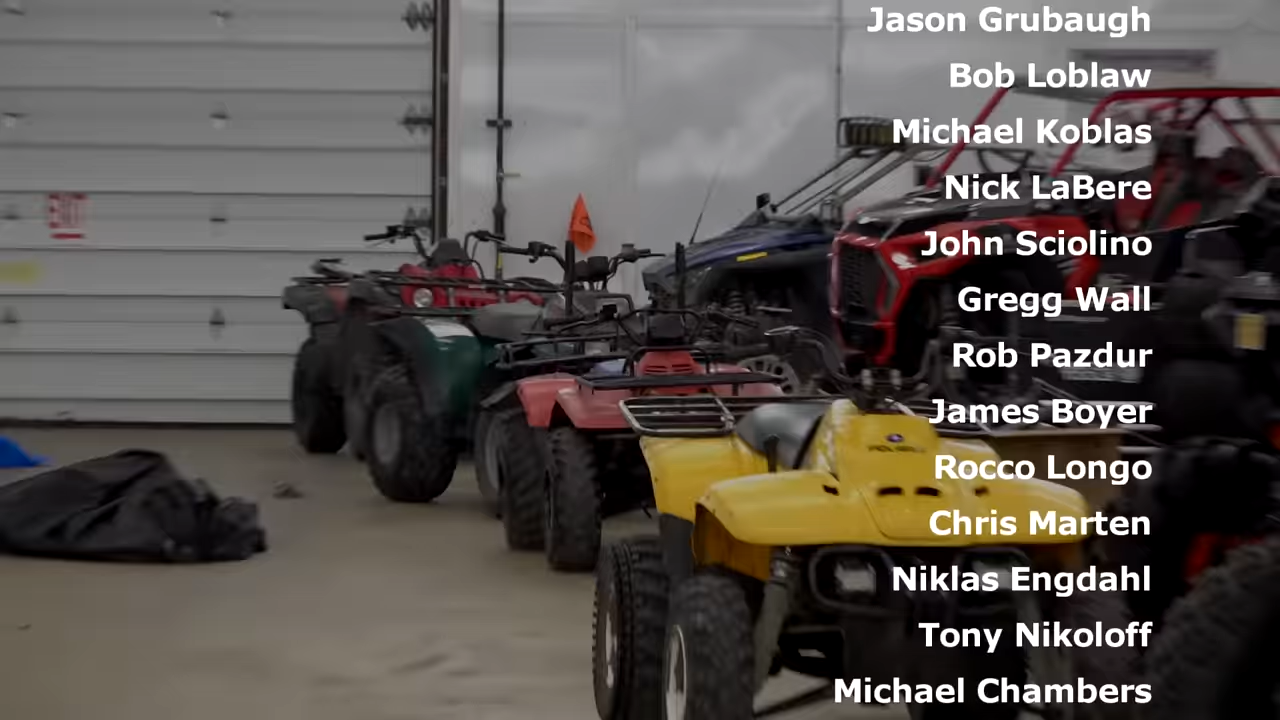 Jason Grubaugh
Bob Loblaw
Michael Koblas
Nick LaBere
John Sciolino
Gregg Wall
Rob Pazdur
James Boyer
Rocco Longo
Chris Marten
Niklas Engdahl
Tony Nikoloff
Michael Chambers
EXIT